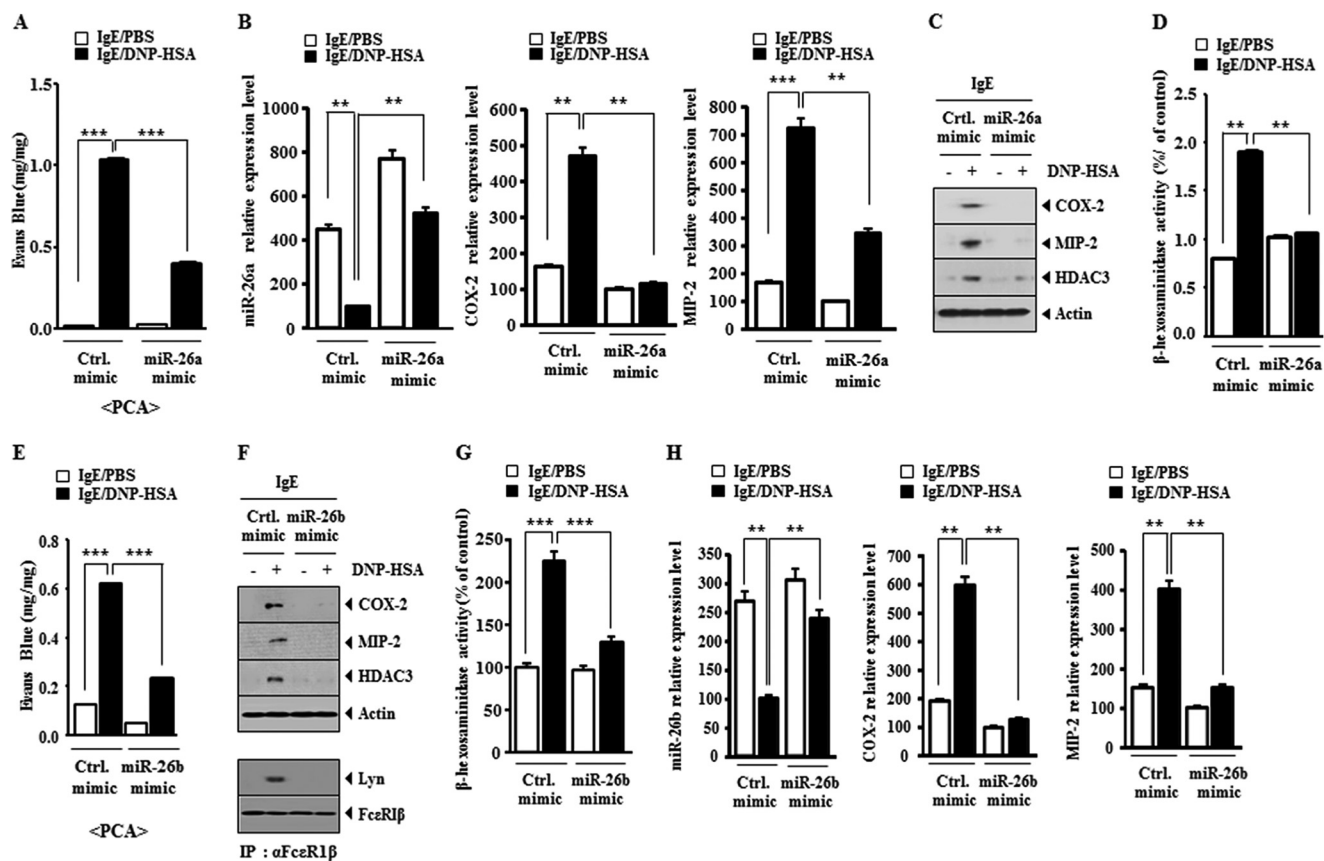 A
IgE/PBS
IgE/DNP-HSA
Evans Blue (mg/mg)
1.5
1.0
0.5
0.0
***
***
Ctrl. mimic
miR-26a mimic
<PCA>
B
IgE/PBS
IgE/DNP-HSA
miR-26a relative expression level
1000
800
600
400
200
0
**
**
Ctrl. mimic
miR-26a mimic
IgE/PBS
IgE/DNP-HSA
COX-2 relative expression level
600
500
400
300
200
100
0
**
**
Ctrl. mimic
miR-26a mimic
IgE/PBS
IgE/DNP-HSA
MIP-2 relative expression level
800
700
600
500
400
300
200
100
0
***
**
Ctrl. mimic
miR-26a mimic
C
IgE
Crtl. mimic
miR-26a mimic
- + - + DNP-HSA
COX-2
MIP-2
HDAC3
Actin
D
IgE/PBS
IgE/DNP-HSA
β-hexosaminidase activity (%/ of control)
2.5
2.0
1.5
1.0
0.5
0.0
**
**
Ctrl. mimic
miR-26a mimic
E
IgE/PBS
IgE/DNP-HSA
Evans Blue (mg/mg)
0.8
0.6
0.4
0.2
0.0
***
***
Ctrl. mimic
miR-26b mimic
<PCA>
F
IgE
Crtl. mimic
miR-26b mimic
- + - + DNP-HSA
COX-2
MIP-2
HDAC3
Actin
Lyn
FcεRIβ
IP : αFcεR1β
G
IgE/PBS
IgE/DNP-HSA
β-hexosaminidase activity (% of control)
250
200
150
100
50
0
***
***
Ctrl. mimic
miR-26b mimic
H
IgE/PBS
IgE/DNP-HSA
miR-26b relative expression level
350
300
250
200
150
100
50
0
**
**
Ctrl. mimic
miR-26b mimic
IgE/PBS
IgE/DNP-HSA
COX-2 relative expression level
700
600
500
400
300
200
100
0
**
**
Ctrl. mimic
miR-26b mimic
IgE/PBS
IgE/DNP-HSA
MIP-2 relative expression level
500
400
300
200
150
100
0
**
**
Ctrl. mimic
miR-26b mimic